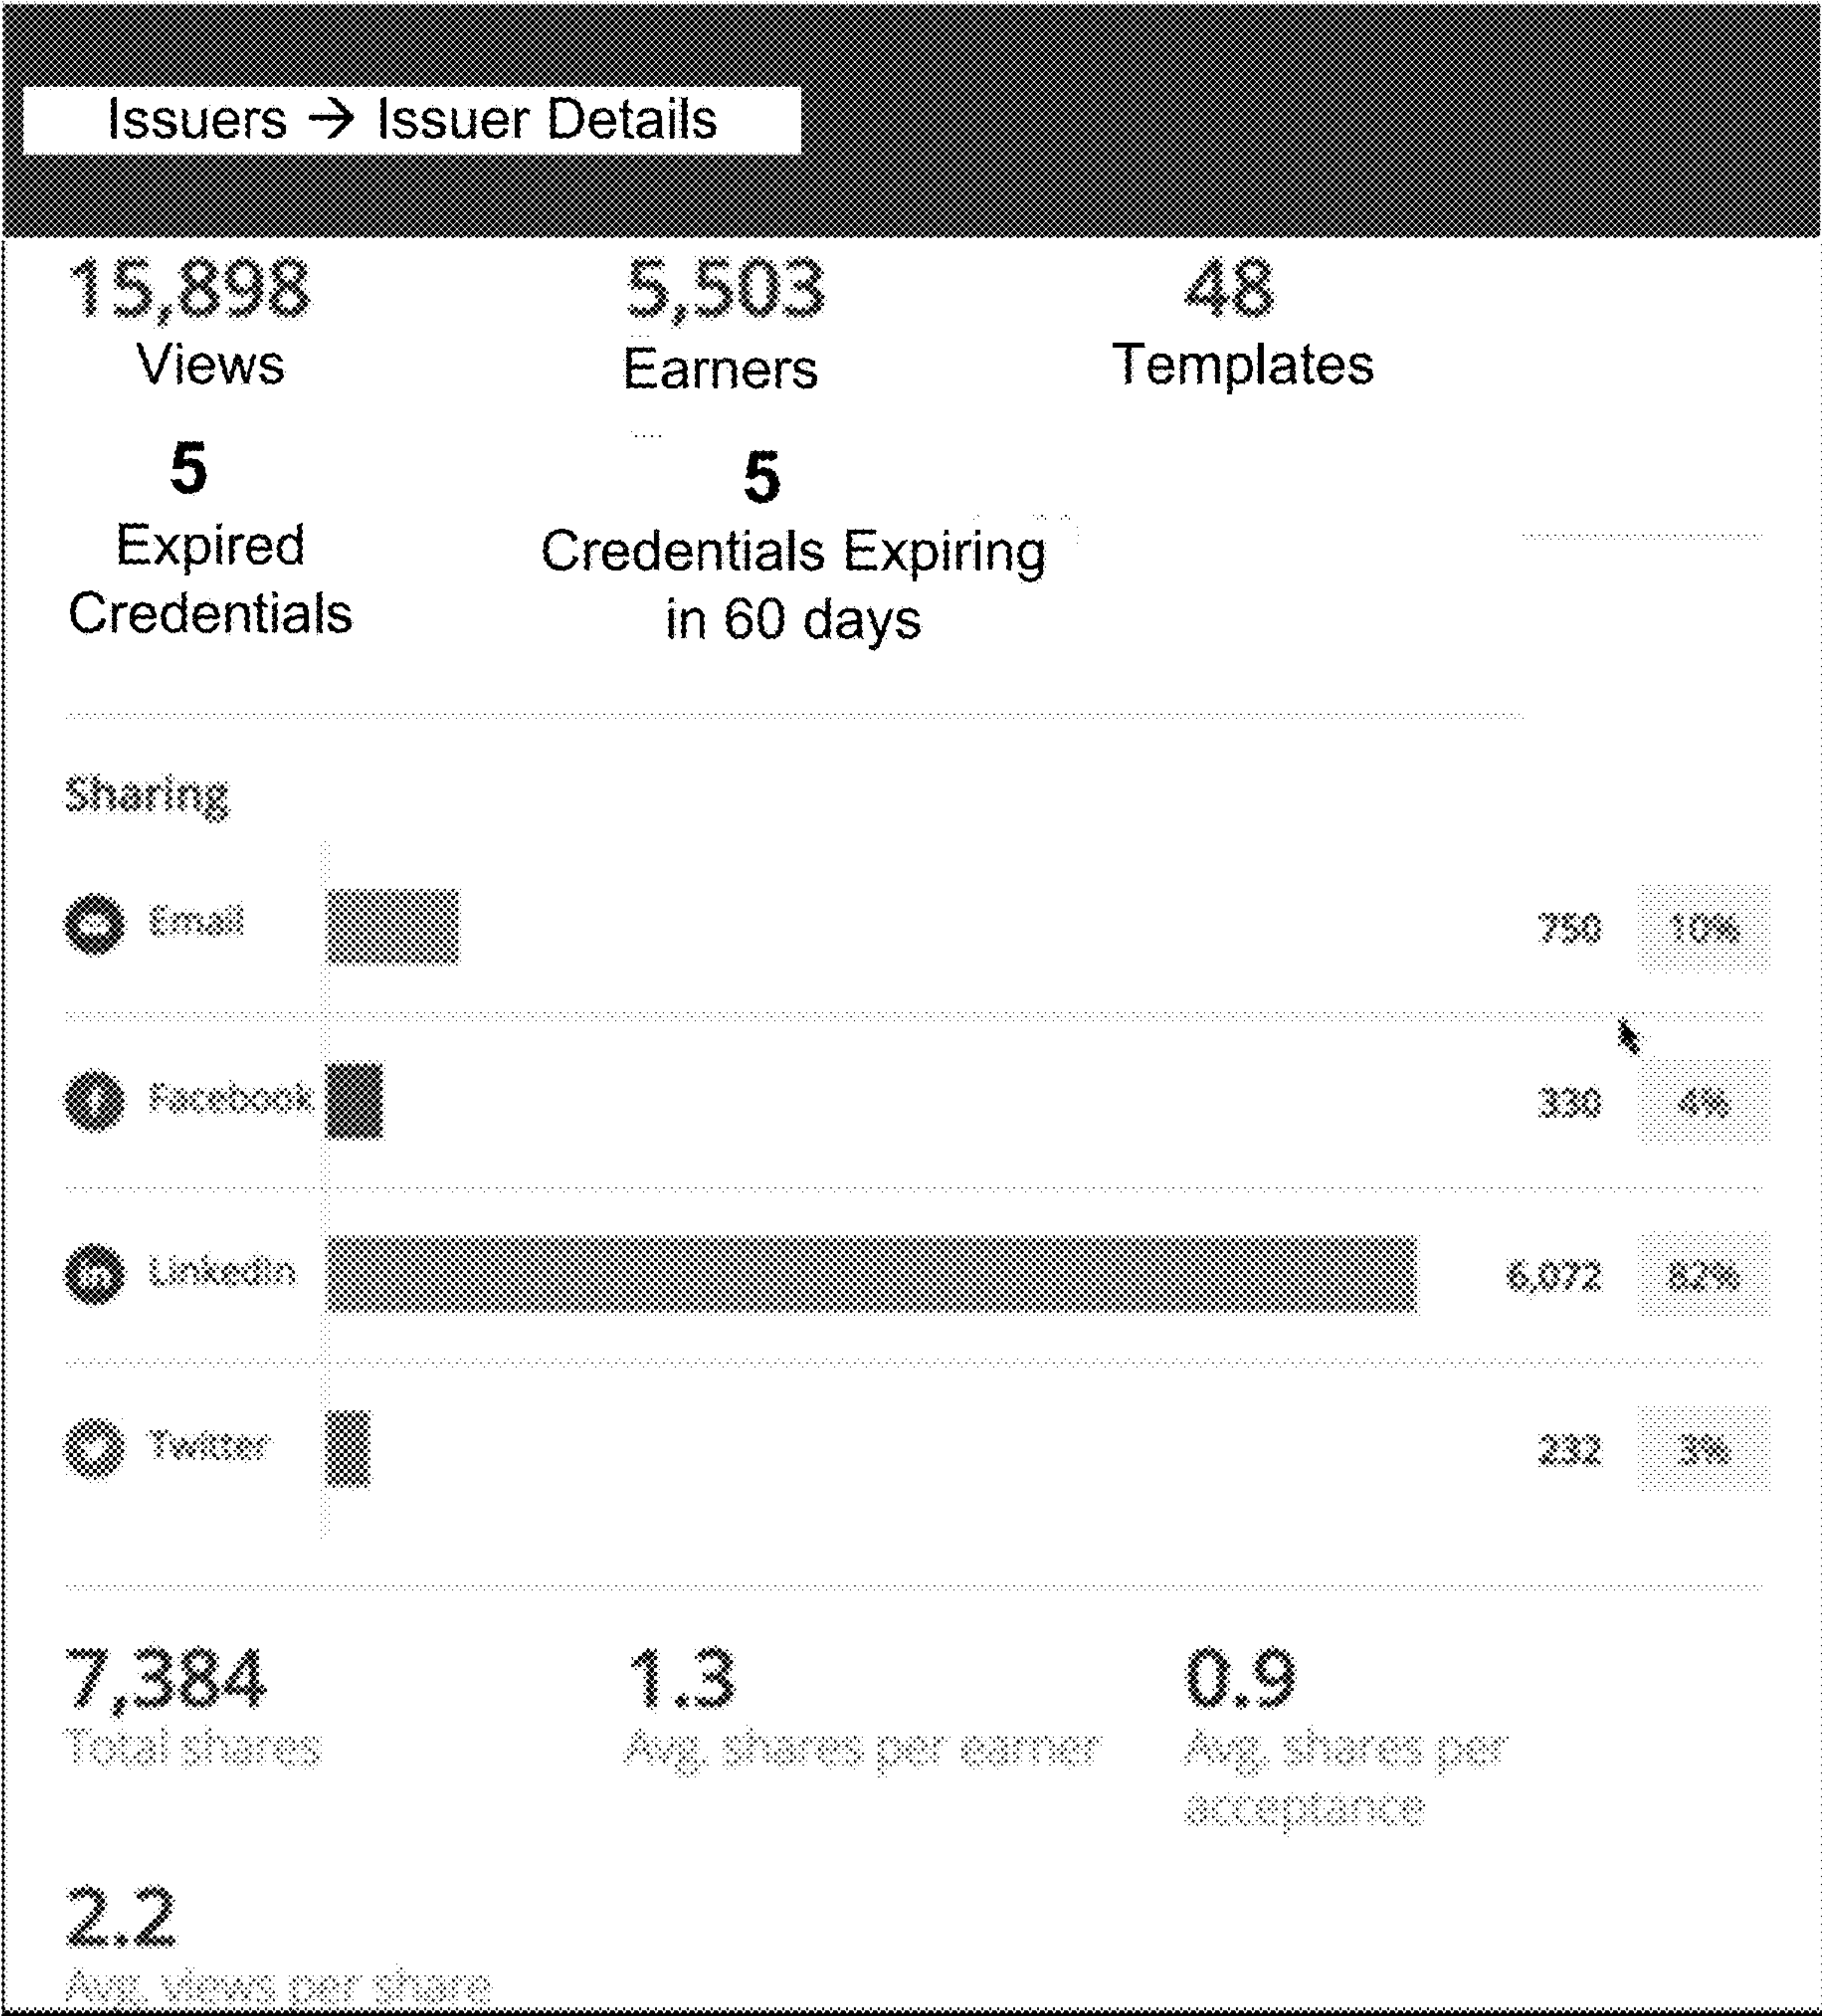 Issuers → Issuer Details
15,898 5,503 48
Views Earners Templates
5 5
Expired Credentials Expiring
Credentials in 60 days
Sharing
Email 750 10%
Facebook 330 4%
LinkedIn 6,072 82%
Twitter 232 3%
7,384 1.3 0.9
Total shares Avg. shares per earner Avg. shares per
acceptance
2.2
Avg. views per share